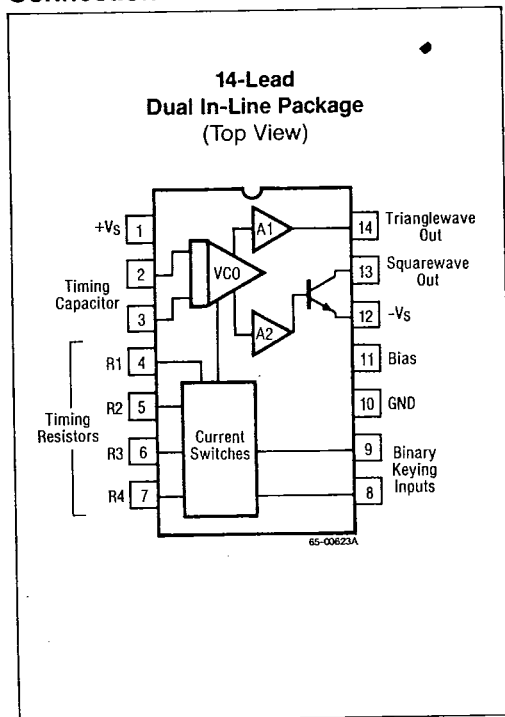 14-Lead
Dual In-Line Package
(Top View)
+VS 1
2
Timing
Capacitor
3
R1 4
R2 5
Timing
Resistors
R3 6
R4 7
VCO
A1
A2
Current
Switches
14 Trianglewave
Out
13 Squarewave
Out
12 -VS
11 Bias
10 GND
9 Binary
Keying
Inputs
8
65-00623A